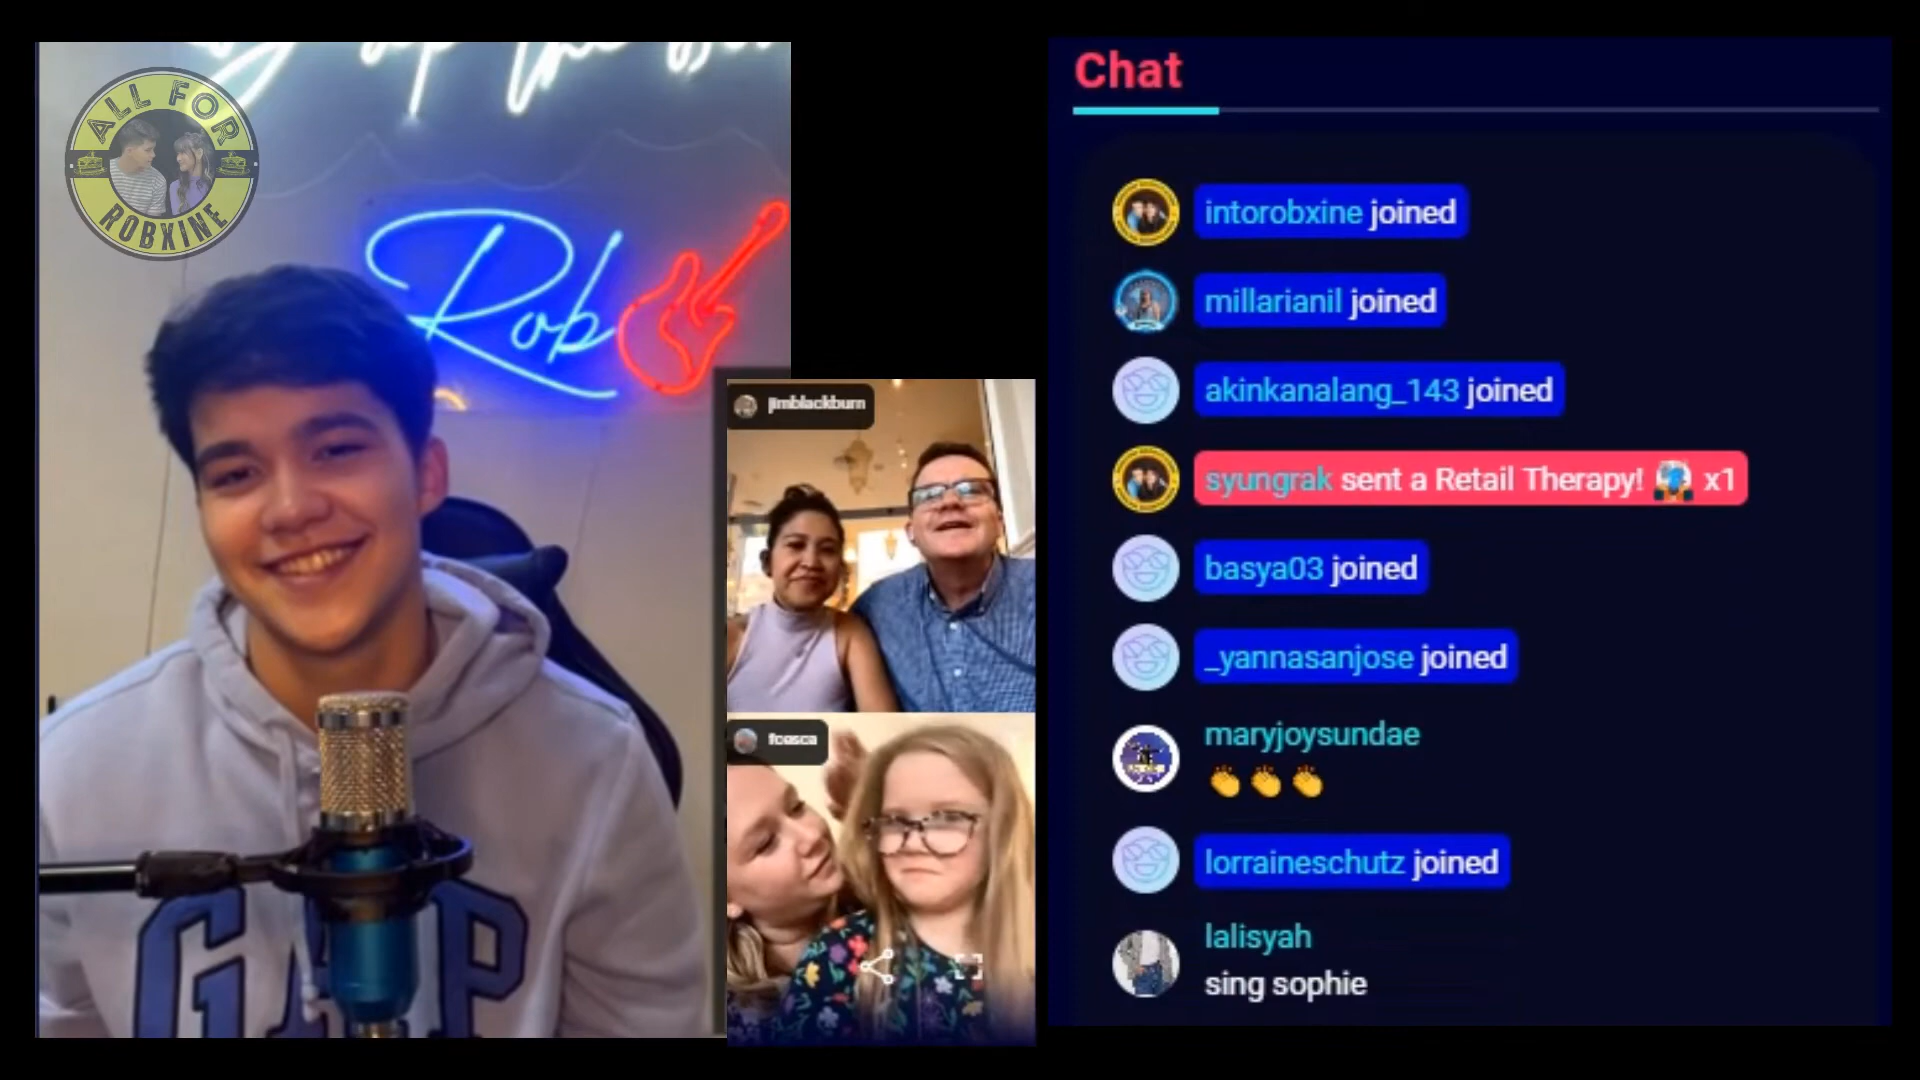 ALL FOR
ROBXINE
Rob
GAP
jimblackburn
fcesca
Chat
intorobxine joined
millarianil joined
akinkanalang_143 joined
syungrak sent a Retail Therapy! x1
basya03 joined
_yannasanjose joined
maryjoysundae
👏👏👏
lorraineschutz joined
lalisyah
sing sophie